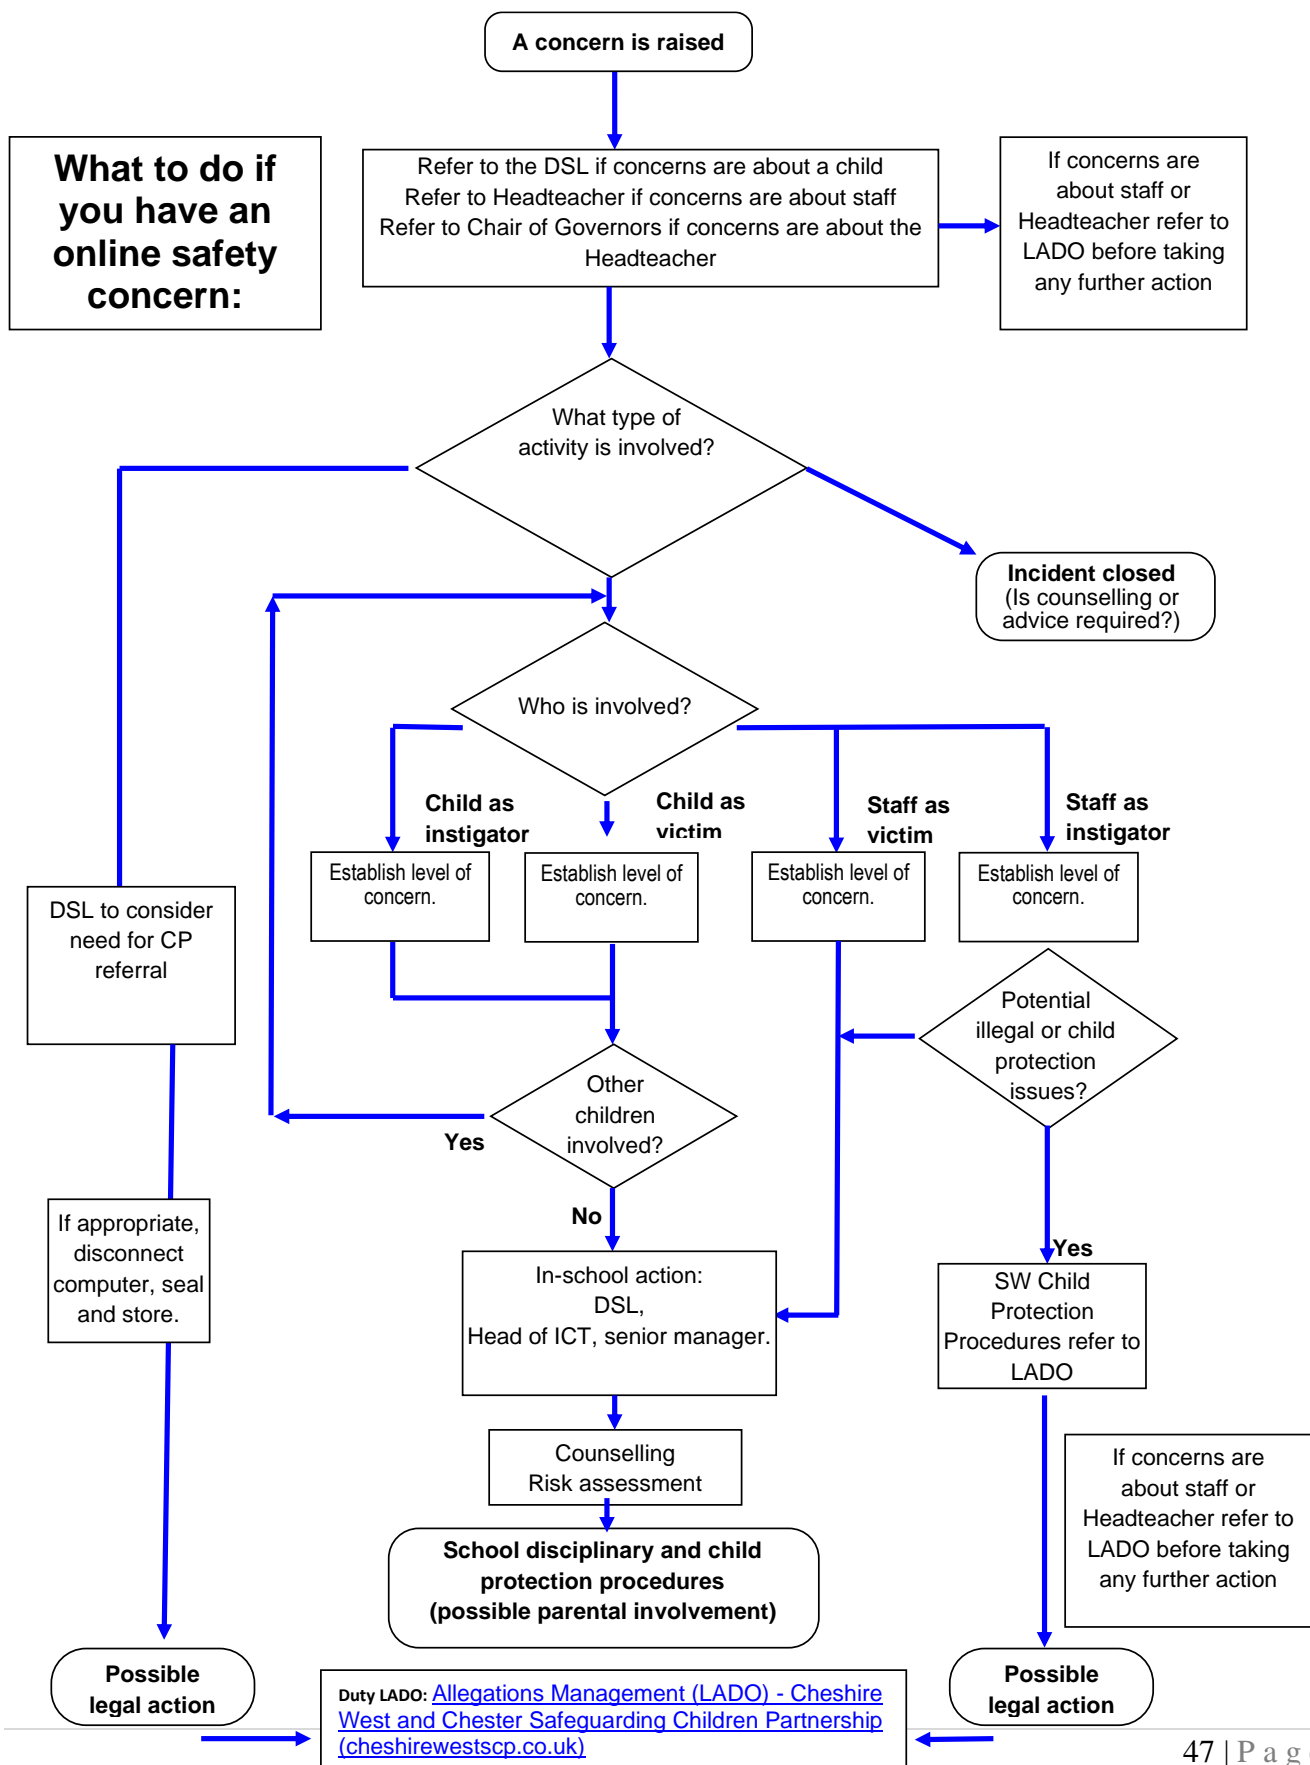 A concern is raised
What to do if
you have an
online safety
concern:
Refer to the DSL if concerns are about a child
Refer to Headteacher if concerns are about staff
Refer to Chair of Governors if concerns are about the
Headteacher
If concerns are
about staff or
Headteacher refer to
LADO before taking
any further action
What type of
activity is involved?
Incident closed
(Is counselling or
advice required?)
Who is involved?
Child as
instigator
Child as
victim
Staff as
victim
Staff as
instigator
Establish level of
concern.
Establish level of
concern.
Establish level of
concern.
Establish level of
concern.
DSL to consider
need for CP
referral
Potential
illegal or child
protection
issues?
Other
children
involved?
Yes
No
If appropriate,
disconnect
computer, seal
and store.
In-school action:
DSL,
Head of ICT, senior manager.
Yes
SW Child
Protection
Procedures refer to
LADO
Counselling
Risk assessment
If concerns are
about staff or
Headteacher refer to
LADO before taking
any further action
School disciplinary and child
protection procedures
(possible parental involvement)
Possible
legal action
Possible
legal action
Duty LADO: Allegations Management (LADO) - Cheshire
West and Chester Safeguarding Children Partnership
(cheshirewestscp.co.uk)
47 | P a g e